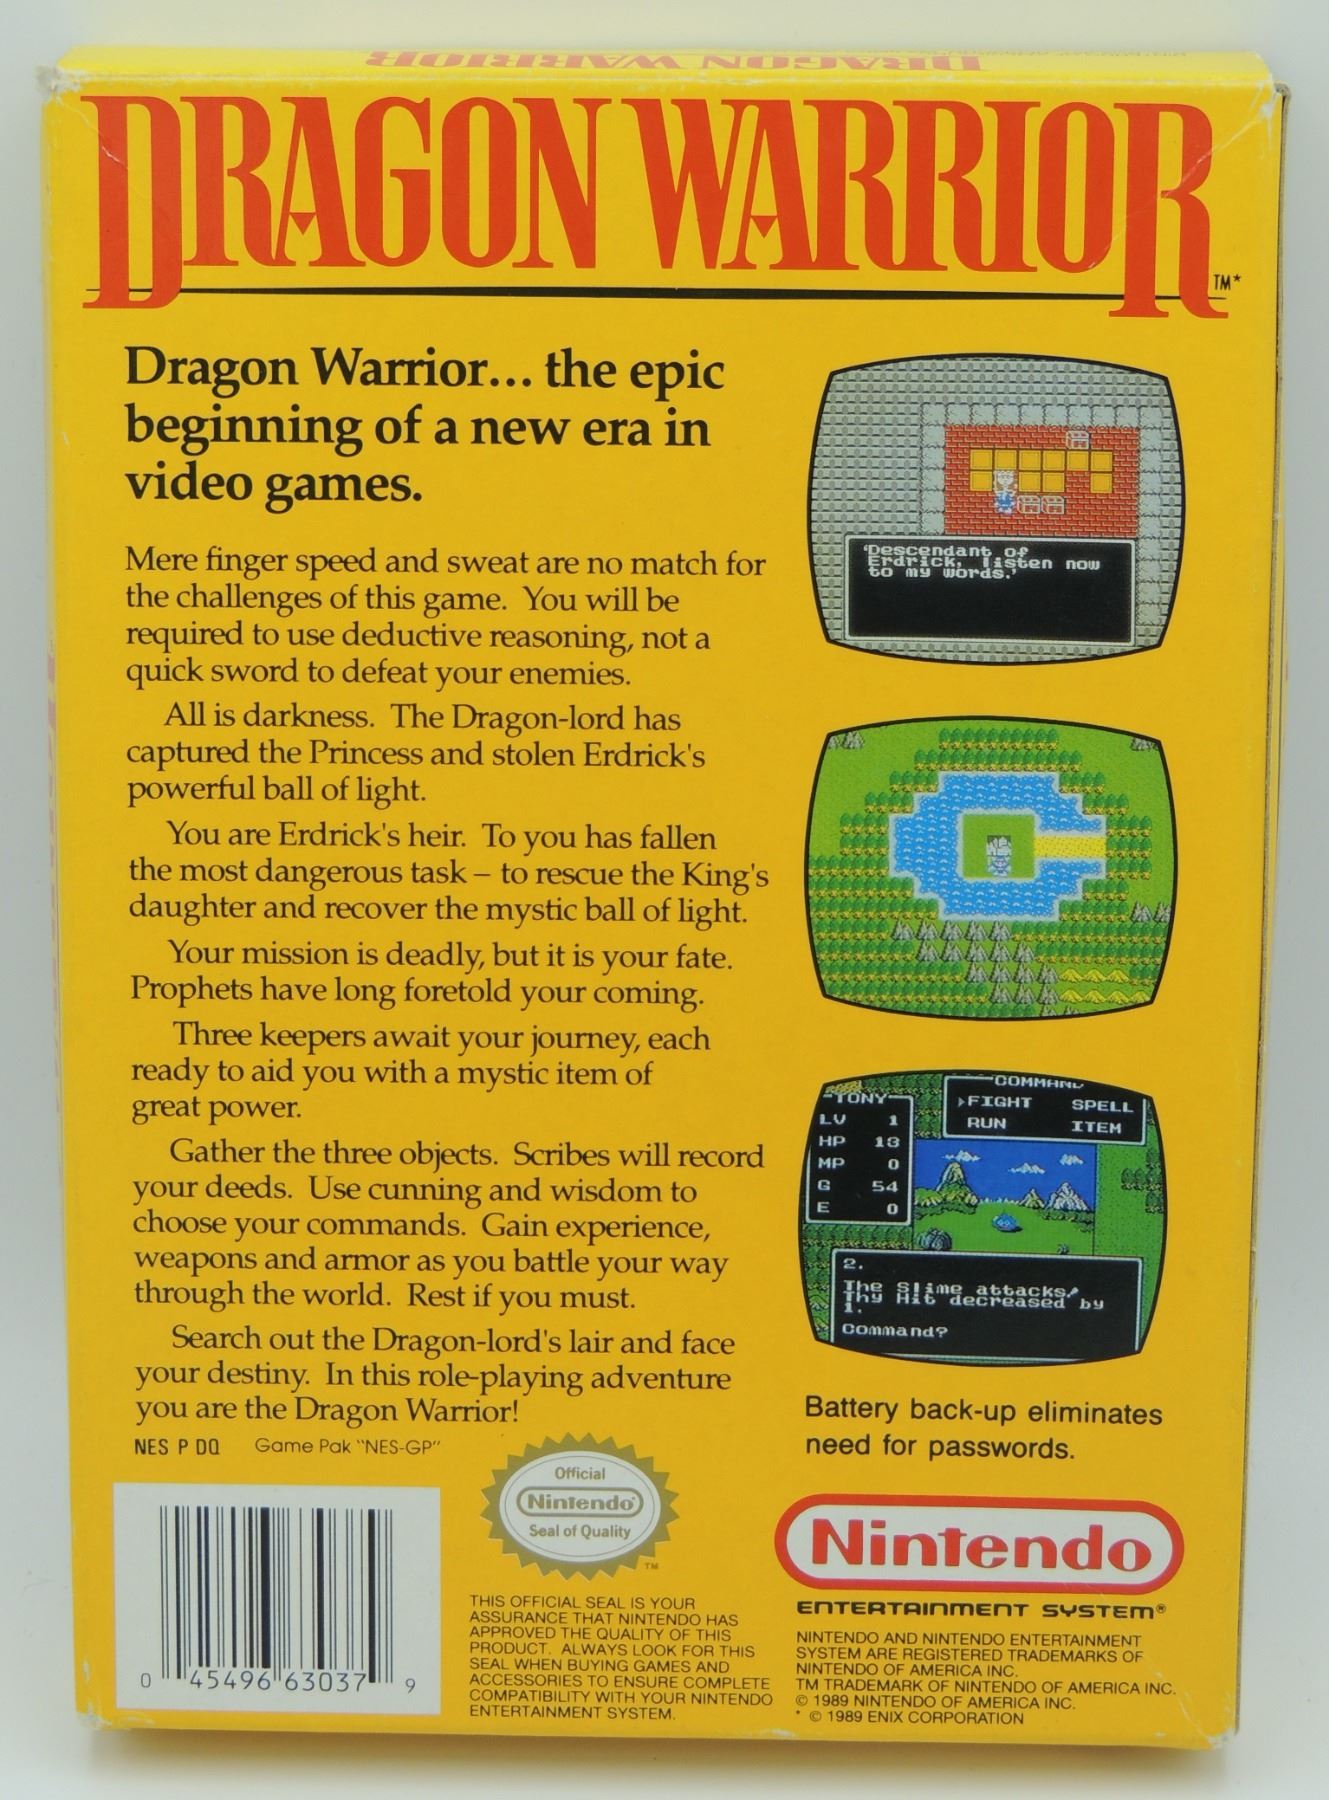 DRAGON WARRIOR
DRAGON WARRIOR
TM*
Dragon Warrior... the epic
beginning of a new era in
video games.
Mere finger speed and sweat are no match for
the challenges of this game. You will be
required to use deductive reasoning, not a
quick sword to defeat your enemies.
All is darkness. The Dragon-lord has
captured the Princess and stolen Erdrick's
powerful ball of light.
You are Erdrick's heir. To you has fallen
the most dangerous task – to rescue the King's
daughter and recover the mystic ball of light.
Your mission is deadly, but it is your fate.
Prophets have long foretold your coming.
Three keepers await your journey, each
ready to aid you with a mystic item of
great power.
Gather the three objects. Scribes will record
your deeds. Use cunning and wisdom to
choose your commands. Gain experience,
weapons and armor as you battle your way
through the world. Rest if you must.
Search out the Dragon-lord's lair and face
your destiny. In this role-playing adventure
you are the Dragon Warrior!
NES P DQ Game Pak "NES-GP"
'Descendant of
Erdrick, listen now
to my words.'
TONY
LV 1
HP 18
MP 0
G 54
E 0
COMMAND
FIGHT SPELL
RUN ITEM
2.
The Slime attacks!
Thy Hit decreased by
1.
Command?
Battery back-up eliminates
need for passwords.
0 45496 63037 9
Official
Nintendo
Seal of Quality
TM
THIS OFFICIAL SEAL IS YOUR
ASSURANCE THAT NINTENDO HAS
APPROVED THE QUALITY OF THIS
PRODUCT. ALWAYS LOOK FOR THIS
SEAL WHEN BUYING GAMES AND
ACCESSORIES TO ENSURE COMPLETE
COMPATIBILITY WITH YOUR NINTENDO
ENTERTAINMENT SYSTEM.
Nintendo
ENTERTAINMENT SYSTEM®
NINTENDO AND NINTENDO ENTERTAINMENT
SYSTEM ARE REGISTERED TRADEMARKS OF
NINTENDO OF AMERICA INC.
TM TRADEMARK OF NINTENDO OF AMERICA INC.
© 1989 NINTENDO OF AMERICA INC.
* © 1989 ENIX CORPORATION